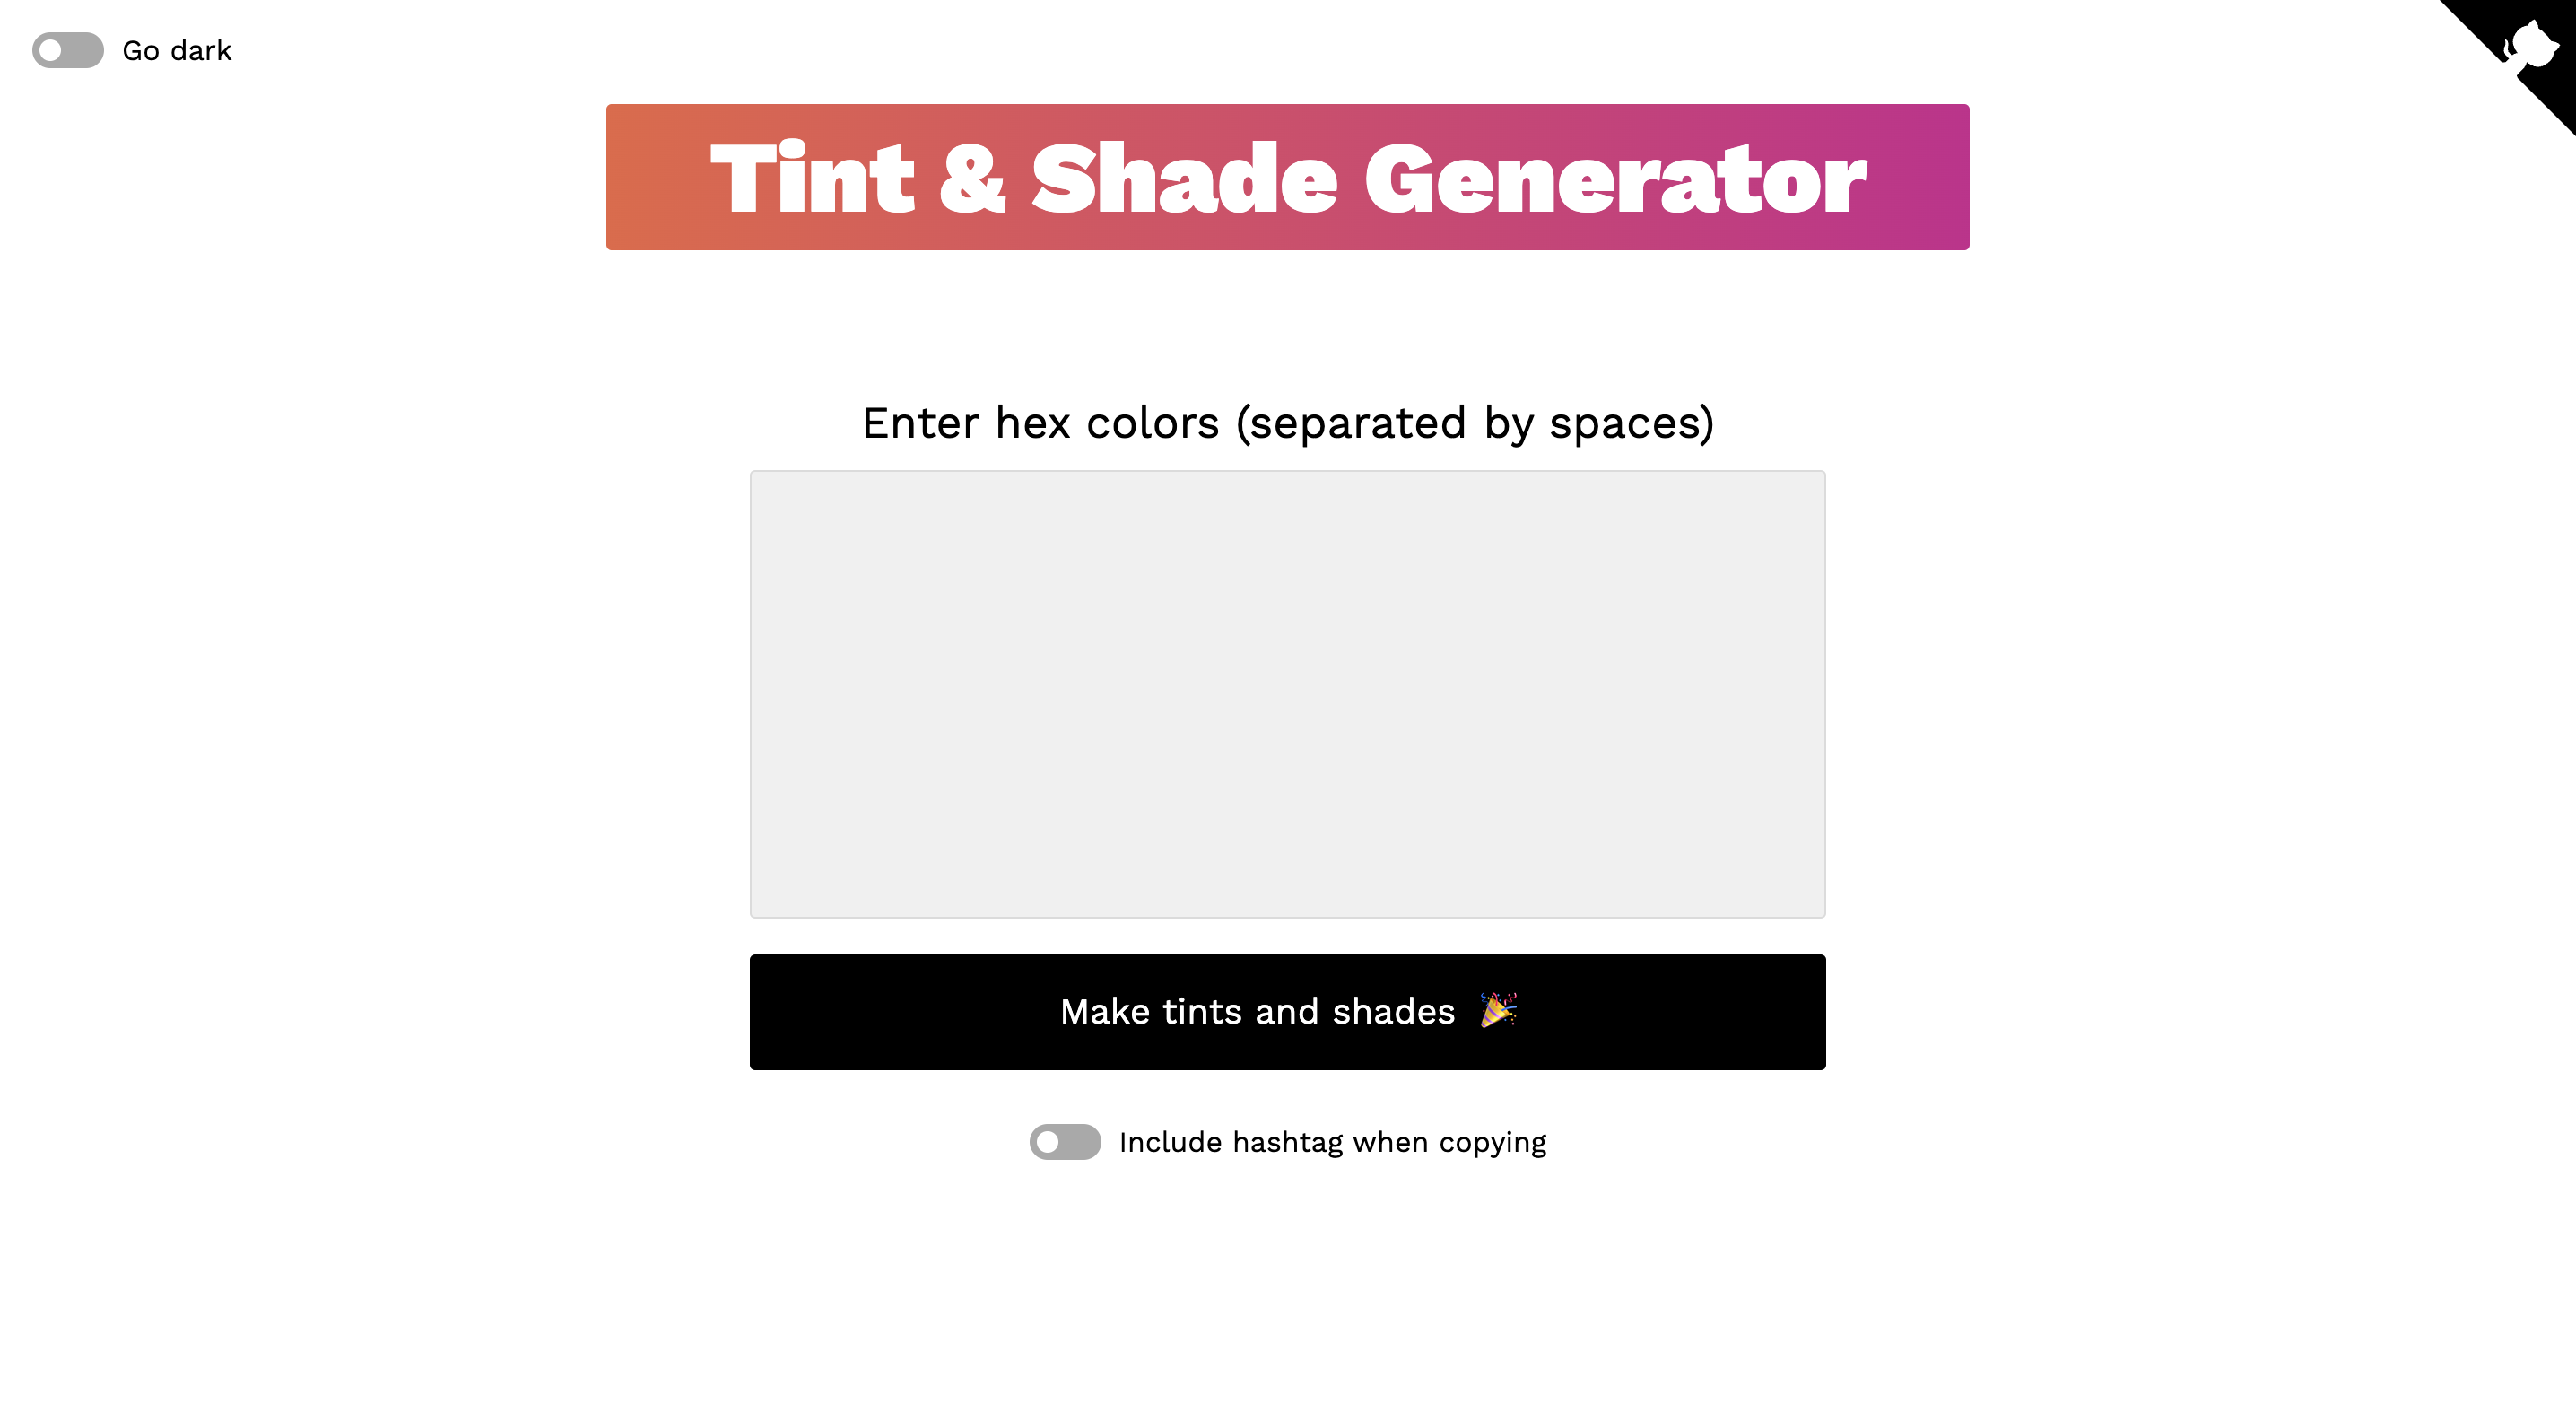 Go dark
Tint & Shade Generator
Enter hex colors (separated by spaces)
Make tints and shades 🎉
Include hashtag when copying